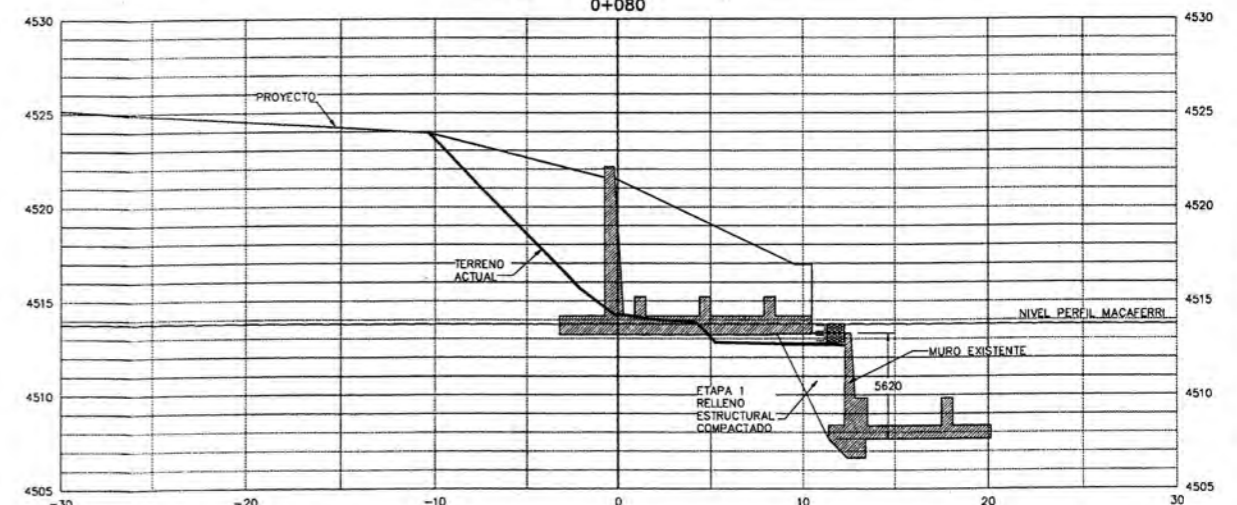 0+080
4530
4530
PROYECTO
4525
4525
4520
4520
TERRENO
ACTUAL
4515
4515
NIVEL PERFIL MACAFERRI
MURO EXISTENTE
5620
4510
4510
ETAPA 1
RELLENO
ESTRUCTURAL
COMPACTADO
4505
4505
-30
-20
-10
0
10
20
30